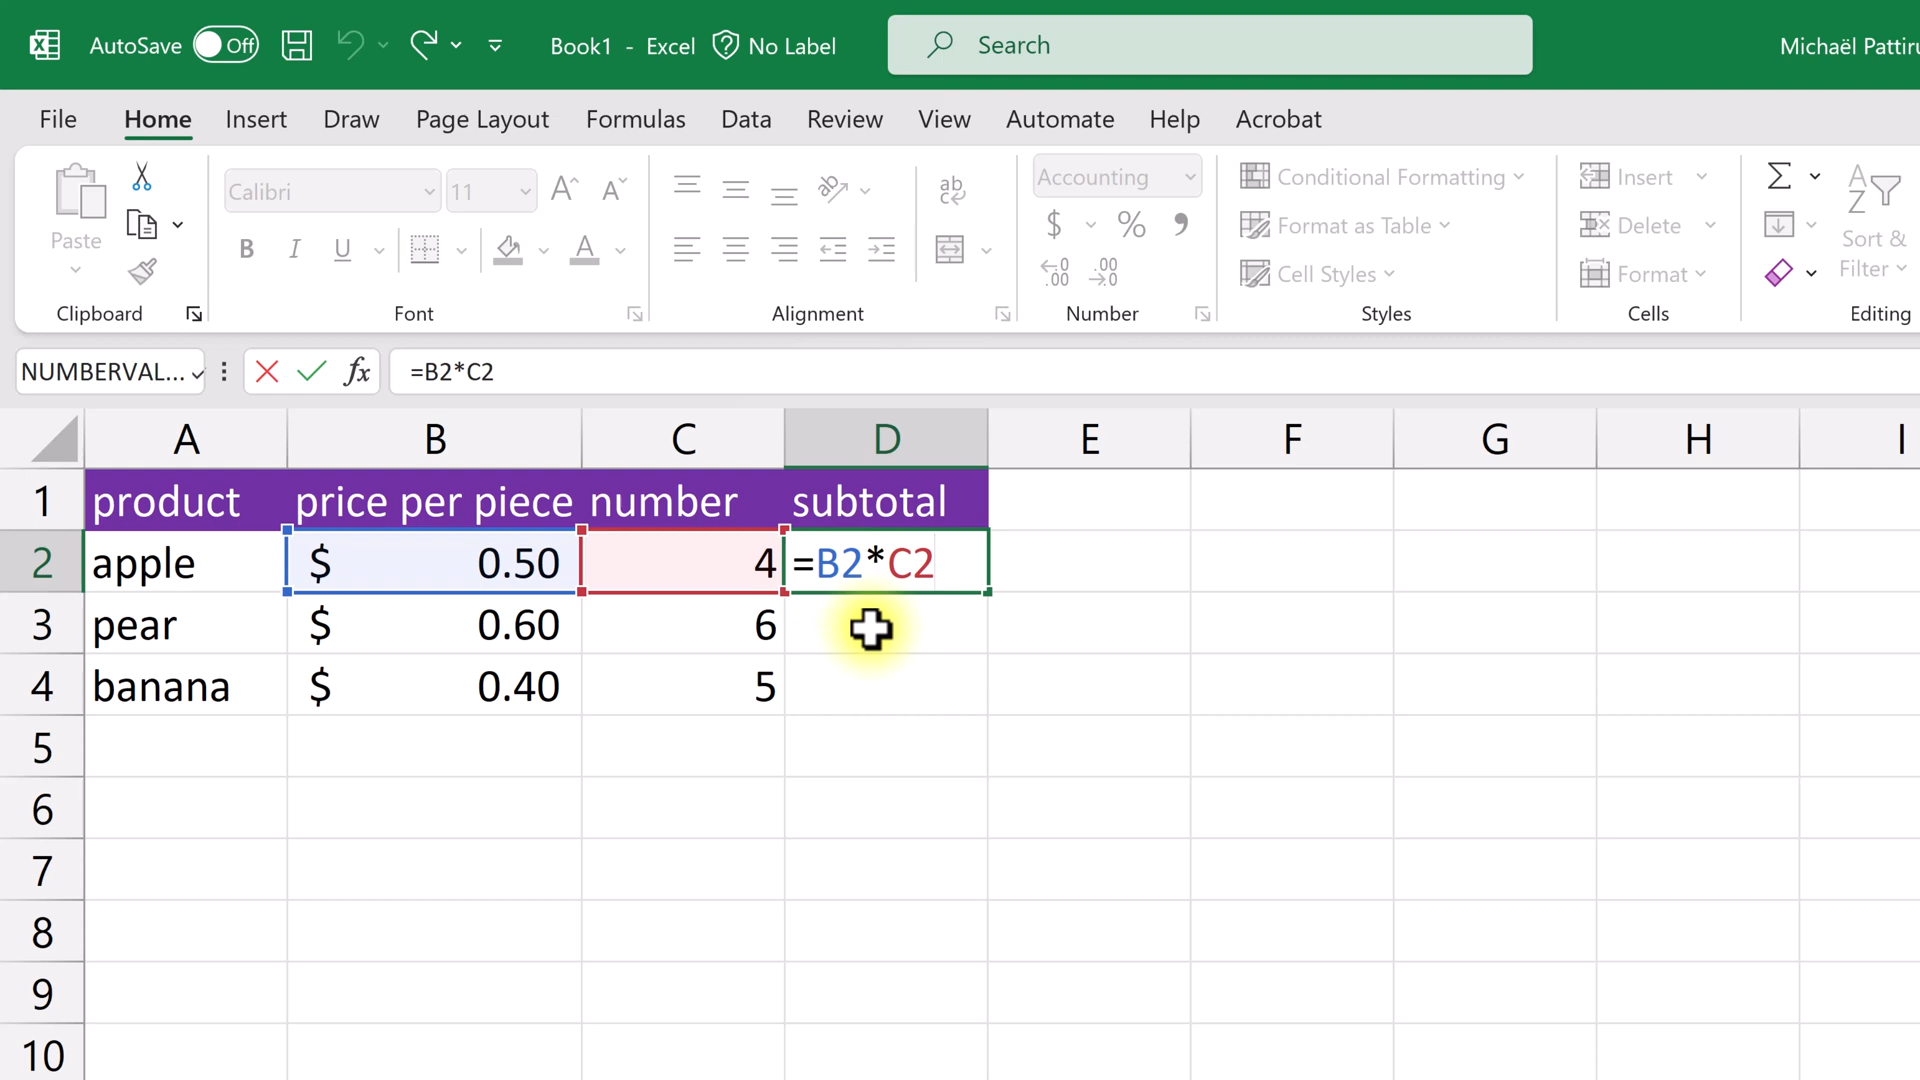 AutoSave Off Book1 - Excel No Label Search Michaël Pattiru
File Home Insert Draw Page Layout Formulas Data Review View Automate Help Acrobat
Paste
Calibri 11
B I U A
ab
Accounting
$ %
Conditional Formatting
Format as Table
Cell Styles
Insert
Delete
Format
Sort &
Filter
Clipboard Font Alignment Number Styles Cells Editing
NUMBERVAL... fx =B2*C2
A B C D E F G H I
1 product price per piece number subtotal
2 apple $ 0.50 4 =B2*C2
3 pear $ 0.60 6
4 banana $ 0.40 5
5
6
7
8
9
10